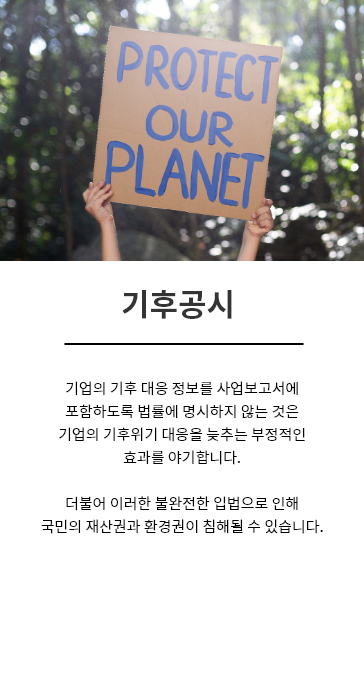 PROTECT
OUR
PLANET
기후공시
기업의 기후 대응 정보를 사업보고서에
포함하도록 법률에 명시하지 않는 것은
기업의 기후위기 대응을 늦추는 부정적인
효과를 야기합니다.
더불어 이러한 불완전한 입법으로 인해
국민의 재산권과 환경권이 침해될 수 있습니다.